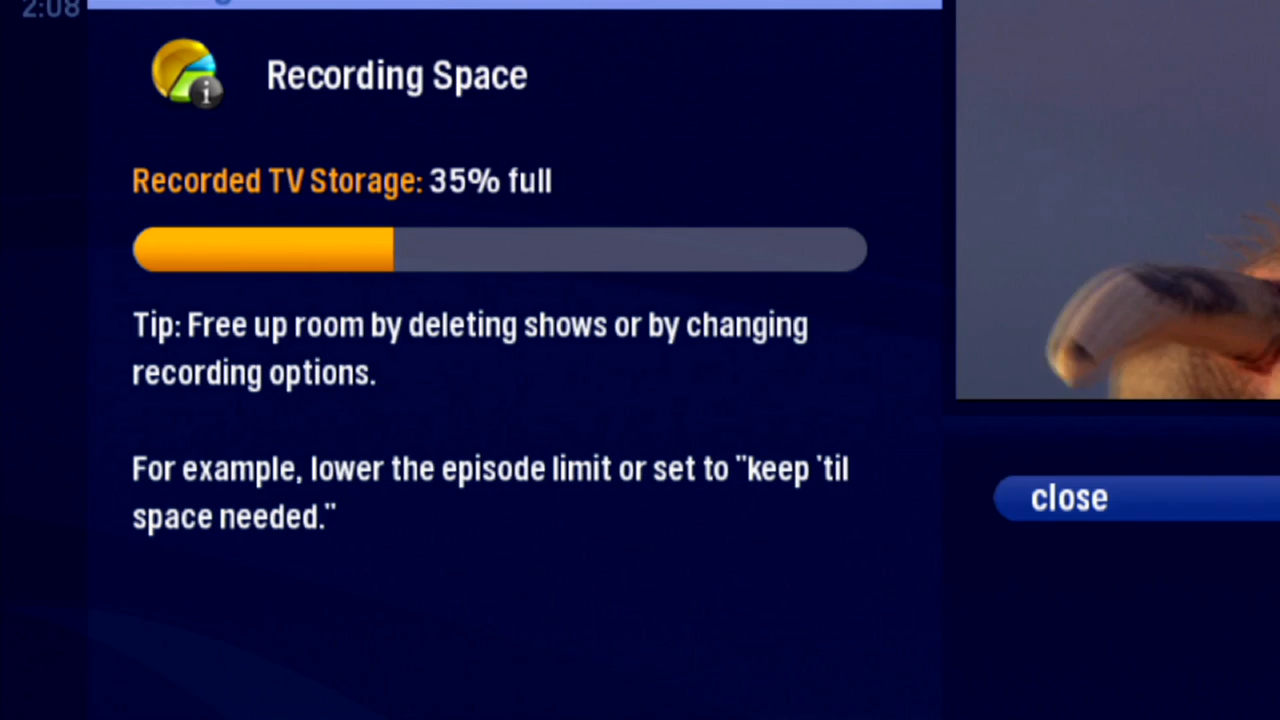 2:08
Recording Space
Recorded TV Storage: 35% full
Tip: Free up room by deleting shows or by changing
recording options.
For example, lower the episode limit or set to "keep 'til
space needed."
close